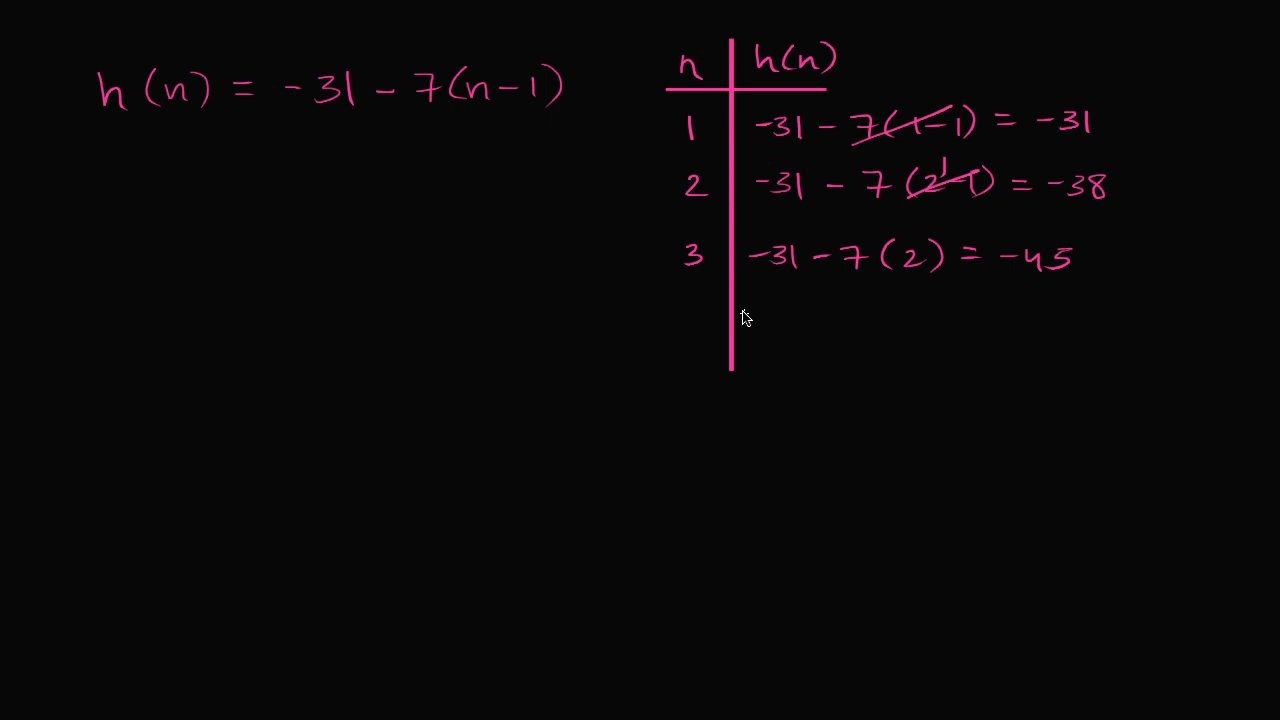 h(n) = -31 - 7(n-1)
n h(n)
1 -31 - 7(1-1) = -31
2 -31 - 7(2-1) 1 = -38
3 -31 - 7(2) = -45